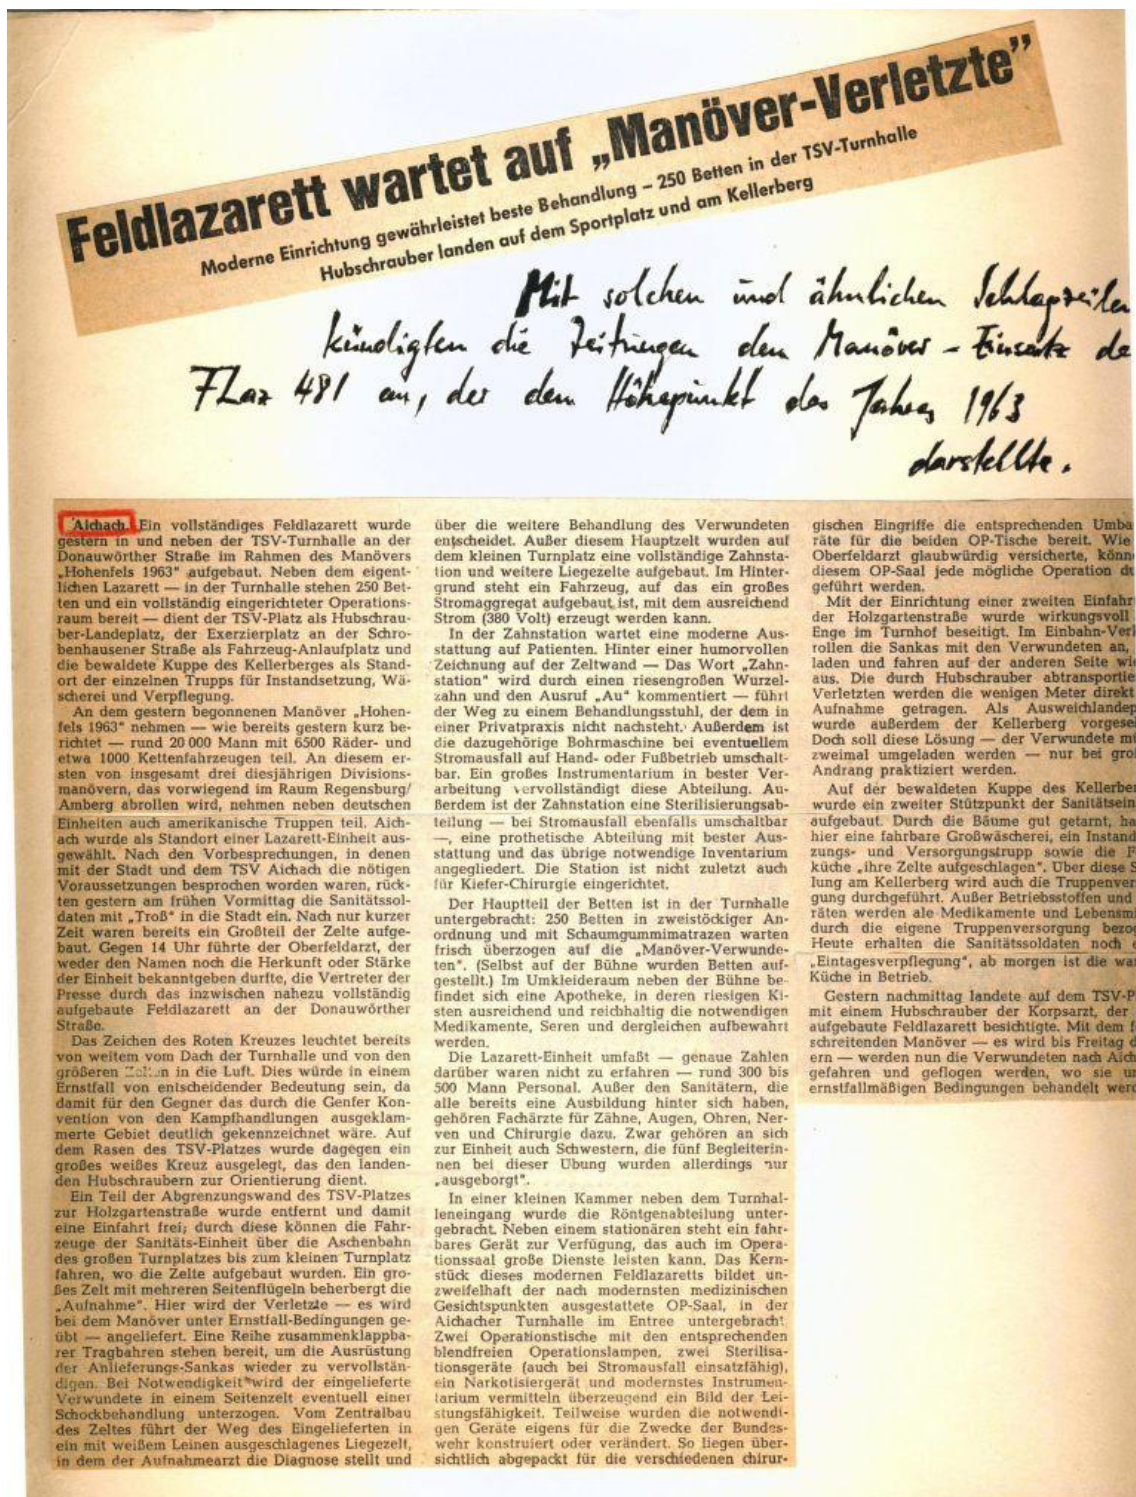 Feldlazarett wartet auf „Manöver-Verletzte”
Moderne Einrichtung gewährleistet beste Behandlung – 250 Betten in der TSV-Turnhalle
Hubschrauber landen auf dem Sportplatz und am Kellerberg
Mit solchen und ähnlichen Schlagzeilen
kündigten die Zeitungen den Manöver-Einsatz de
FLaz 481 an, der den Höhepunkt des Jahres 1963
darstellte.
Aichach. Ein vollständiges Feldlazarett wurde
gestern in und neben der TSV-Turnhalle an der
Donauwörther Straße im Rahmen des Manövers
„Hohenfels 1963" aufgebaut. Neben dem eigent-
lichen Lazarett — in der Turnhalle stehen 250 Bet-
ten und ein vollständig eingerichteter Operations-
raum bereit — dient der TSV-Platz als Hubschrau-
ber-Landeplatz, der Exerzierplatz an der Schro-
benhausener Straße als Fahrzeug-Anlaufplatz und
die bewaldete Kuppe des Kellerberges als Stand-
ort der einzelnen Trupps für Instandsetzung, Wä-
scherei und Verpflegung.
An dem gestern begonnenen Manöver „Hohen-
fels 1963" nehmen — wie bereits gestern kurz be-
richtet — rund 20 000 Mann mit 6500 Räder- und
etwa 1000 Kettenfahrzeugen teil. An diesem er-
sten von insgesamt drei diesjährigen Divisions-
manövern, das vorwiegend im Raum Regensburg/
Amberg abrollen wird, nehmen neben deutschen
Einheiten auch amerikanische Truppen teil. Aich-
ach wurde als Standort einer Lazarett-Einheit aus-
gewählt. Nach den Vorbesprechungen, in denen
mit der Stadt und dem TSV Aichach die nötigen
Voraussetzungen besprochen worden waren, rück-
ten gestern am frühen Vormittag die Sanitätssol-
daten mit „Troß" in die Stadt ein. Nach nur kurzer
Zeit waren bereits ein Großteil der Zelte aufge-
baut. Gegen 14 Uhr führte der Oberfeldarzt, der
weder den Namen noch die Herkunft oder Stärke
der Einheit bekanntgeben durfte, die Vertreter der
Presse durch das inzwischen nahezu vollständig
aufgebaute Feldlazarett an der Donauwörther
Straße.
Das Zeichen des Roten Kreuzes leuchtet bereits
von weitem vom Dach der Turnhalle und von den
größeren Zelten in die Luft. Dies würde in einem
Ernstfall von entscheidender Bedeutung sein, da
damit für den Gegner das durch die Genfer Kon-
vention von den Kampfhandlungen ausgeklam-
merte Gebiet deutlich gekennzeichnet wäre. Auf
dem Rasen des TSV-Platzes wurde dagegen ein
großes weißes Kreuz ausgelegt, das den landen-
den Hubschraubern zur Orientierung dient.
Ein Teil der Abgrenzungswand des TSV-Platzes
zur Holzgartenstraße wurde entfernt und damit
eine Einfahrt frei; durch diese können die Fahr-
zeuge der Sanitäts-Einheit über die Aschenbahn
des großen Turnplatzes bis zum kleinen Turnplatz
fahren, wo die Zelte aufgebaut wurden. Ein gro-
ßes Zelt mit mehreren Seitenflügeln beherbergt die
„Aufnahme". Hier wird der Verletzte — es wird
bei dem Manöver unter Ernstfall-Bedingungen ge-
übt — angeliefert. Eine Reihe zusammenklappba-
rer Tragbahren stehen bereit, um die Ausrüstung
der Anlieferungs-Sankas wieder zu vervollstän-
digen. Bei Notwendigkeit wird der eingelieferte
Verwundete in einem Seitenzelt eventuell einer
Schockbehandlung unterzogen. Vom Zentralbau
des Zeltes führt der Weg des Eingelieferten in
ein mit weißem Leinen ausgeschlagenes Liegezelt,
in dem der Aufnahmearzt die Diagnose stellt und
über die weitere Behandlung des Verwundeten
entscheidet. Außer diesem Hauptzelt wurden auf
dem kleinen Turnplatz eine vollständige Zahnsta-
tion und weitere Liegezelte aufgebaut. Im Hinter-
grund steht ein Fahrzeug, auf das ein großes
Stromaggregat aufgebaut ist, mit dem ausreichend
Strom (380 Volt) erzeugt werden kann.
In der Zahnstation wartet eine moderne Aus-
stattung auf Patienten. Hinter einer humorvollen
Zeichnung auf der Zeltwand — Das Wort „Zahn-
station" wird durch einen riesengroßen Wurzel-
zahn und den Ausruf „Au" kommentiert — führt
der Weg zu einem Behandlungsstuhl, der dem in
einer Privatpraxis nicht nachsteht. Außerdem ist
die dazugehörige Bohrmaschine bei eventuellem
Stromausfall auf Hand- oder Fußbetrieb umschalt-
bar. Ein großes Instrumentarium in bester Ver-
arbeitung vervollständigt diese Abteilung. Au-
ßerdem ist der Zahnstation eine Sterilisierungsab-
teilung — bei Stromausfall ebenfalls umschaltbar
—, eine prothetische Abteilung mit bester Aus-
stattung und das übrige notwendige Inventarium
angegliedert. Die Station ist nicht zuletzt auch
für Kiefer-Chirurgie eingerichtet.
Der Hauptteil der Betten ist in der Turnhalle
untergebracht: 250 Betten in zweistöckiger An-
ordnung und mit Schaumgummimatrazen warten
frisch überzogen auf die „Manöver-Verwunde-
ten". (Selbst auf der Bühne wurden Betten auf-
gestellt.) Im Umkleideraum neben der Bühne be-
findet sich eine Apotheke, in deren riesigen Ki-
sten ausreichend und reichhaltig die notwendigen
Medikamente, Seren und dergleichen aufbewahrt
werden.
Die Lazarett-Einheit umfaßt — genaue Zahlen
darüber waren nicht zu erfahren — rund 300 bis
500 Mann Personal. Außer den Sanitätern, die
alle bereits eine Ausbildung hinter sich haben,
gehören Fachärzte für Zähne, Augen, Ohren, Ner-
ven und Chirurgie dazu. Zwar gehören an sich
zur Einheit auch Schwestern, die fünf Begleiterin-
nen bei dieser Übung wurden allerdings nur
„ausgeborgt".
In einer kleinen Kammer neben dem Turnhal-
leneingang wurde die Röntgenabteilung unter-
gebracht. Neben einem stationären steht ein fahr-
bares Gerät zur Verfügung, das auch im Opera-
tionssaal große Dienste leisten kann. Das Kern-
stück dieses modernen Feldlazaretts bildet un-
zweifelhaft der nach modernsten medizinischen
Gesichtspunkten ausgestattete OP-Saal, in der
Aichacher Turnhalle im Entree untergebracht.
Zwei Operationstische mit den entsprechenden
blendfreien Operationslampen, zwei Sterilisa-
tionsgeräte (auch bei Stromausfall einsatzfähig),
ein Narkotisiergerät und modernstes Instrumen-
tarium vermitteln überzeugend ein Bild der Lei-
stungsfähigkeit. Teilweise wurden die notwendi-
gen Geräte eigens für die Zwecke der Bundes-
wehr konstruiert oder verändert. So liegen über-
sichtlich abgepackt für die verschiedenen chirur-
gischen Eingriffe die entsprechenden Umba
räte für die beiden OP-Tische bereit. Wie
Oberfeldarzt glaubwürdig versicherte, könn
diesem OP-Saal jede mögliche Operation du
geführt werden.
Mit der Einrichtung einer zweiten Einfahr
der Holzgartenstraße wurde wirkungsvoll
Enge im Turnhof beseitigt. Im Einbahn-Verk
rollen die Sankas mit den Verwundeten an,
laden und fahren auf der anderen Seite wie
aus. Die durch Hubschrauber abtransportie
Verletzten werden die wenigen Meter direkt
Aufnahme getragen. Als Ausweichlandep
wurde außerdem der Kellerberg vorgese
Doch soll diese Lösung — der Verwundete mü
zweimal umgeladen werden — nur bei groß
Andrang praktiziert werden.
Auf der bewaldeten Kuppe des Kellerber
wurde ein zweiter Stützpunkt der Sanitätsein
aufgebaut. Durch die Bäume gut getarnt, ha
hier eine fahrbare Großwäscherei, ein Instand
zungs- und Versorgungstrupp sowie die F
küche „ihre Zelte aufgeschlagen". Über diese S
lung am Kellerberg wird auch die Truppenver
gung durchgeführt. Außer Betriebsstoffen und
räten werden ale Medikamente und Lebensmi
durch die eigene Truppenversorgung bezog
Heute erhalten die Sanitätssoldaten noch e
„Eintagesverpflegung", ab morgen ist die wa
Küche in Betrieb.
Gestern nachmittag landete auf dem TSV-P
mit einem Hubschrauber der Korpsarzt, der
aufgebaute Feldlazarett besichtigte. Mit dem f
schreitenden Manöver — es wird bis Freitag d
ern — werden nun die Verwundeten nach Aich
gefahren und geflogen werden, wo sie un
ernstfallmäßigen Bedingungen behandelt werd